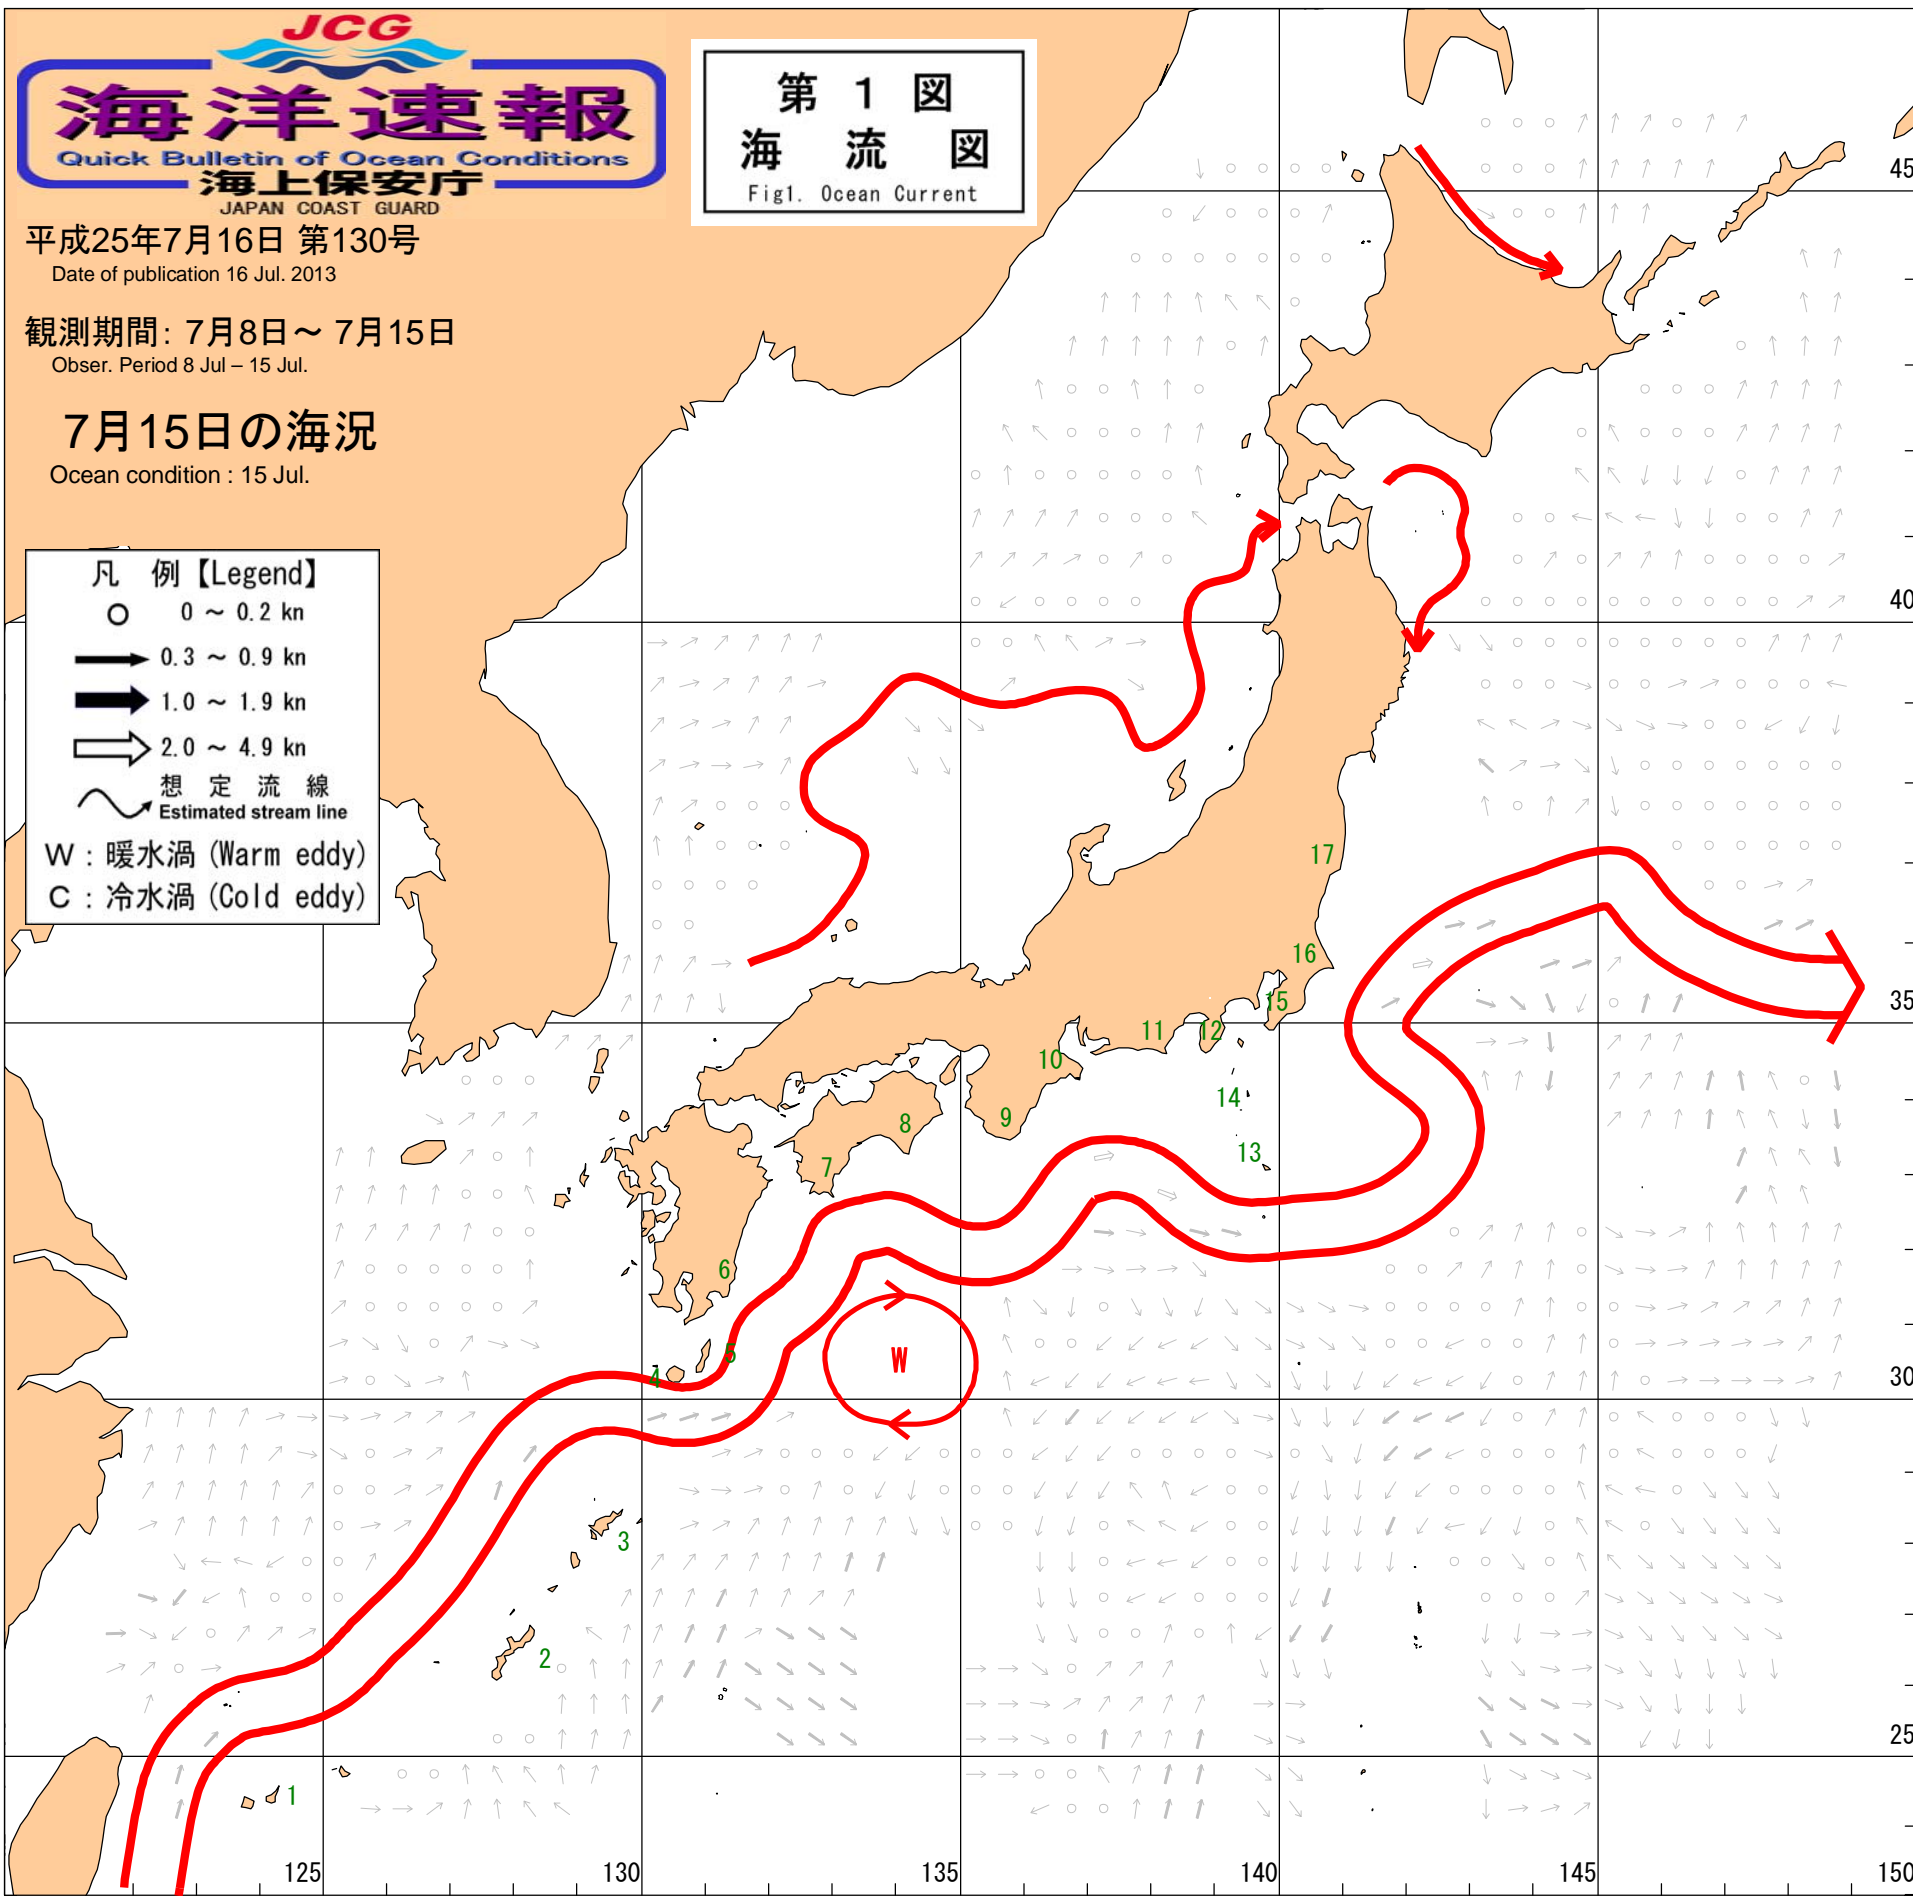 JCG
海洋速報
Quick Bulletin of Ocean Conditions
海上保安庁
JAPAN COAST GUARD
第 1 図
海 流 図
Fig1. Ocean Current
平成25年7月16日 第130号
Date of publication 16 Jul. 2013
観測期間: 7月8日～ 7月15日
Obser. Period 8 Jul – 15 Jul.
7月15日の海況
Ocean condition : 15 Jul.
凡 例【Legend】
0 ～ 0.2 kn
0.3 ～ 0.9 kn
1.0 ～ 1.9 kn
2.0 ～ 4.9 kn
想 定 流 線
Estimated stream line
W : 暖水渦 (Warm eddy)
C : 冷水渦 (Cold eddy)
45
40
17
16
35
15
12
11
10
14
9
8
13
7
6
W
5
4
30
3
2
25
1
125
130
135
140
145
150